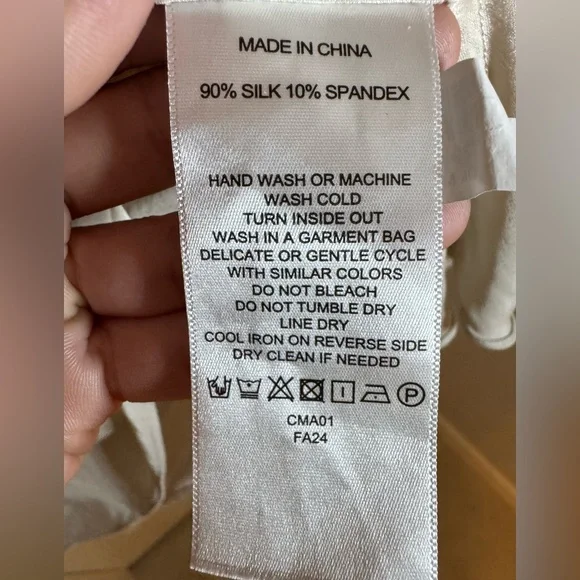 MADE IN CHINA
90% SILK 10% SPANDEX
HAND WASH OR MACHINE
WASH COLD
TURN INSIDE OUT
WASH IN A GARMENT BAG
DELICATE OR GENTLE CYCLE
WITH SIMILAR COLORS
DO NOT BLEACH
DO NOT TUMBLE DRY
LINE DRY
COOL IRON ON REVERSE SIDE
DRY CLEAN IF NEEDED
P
CMA01
FA24